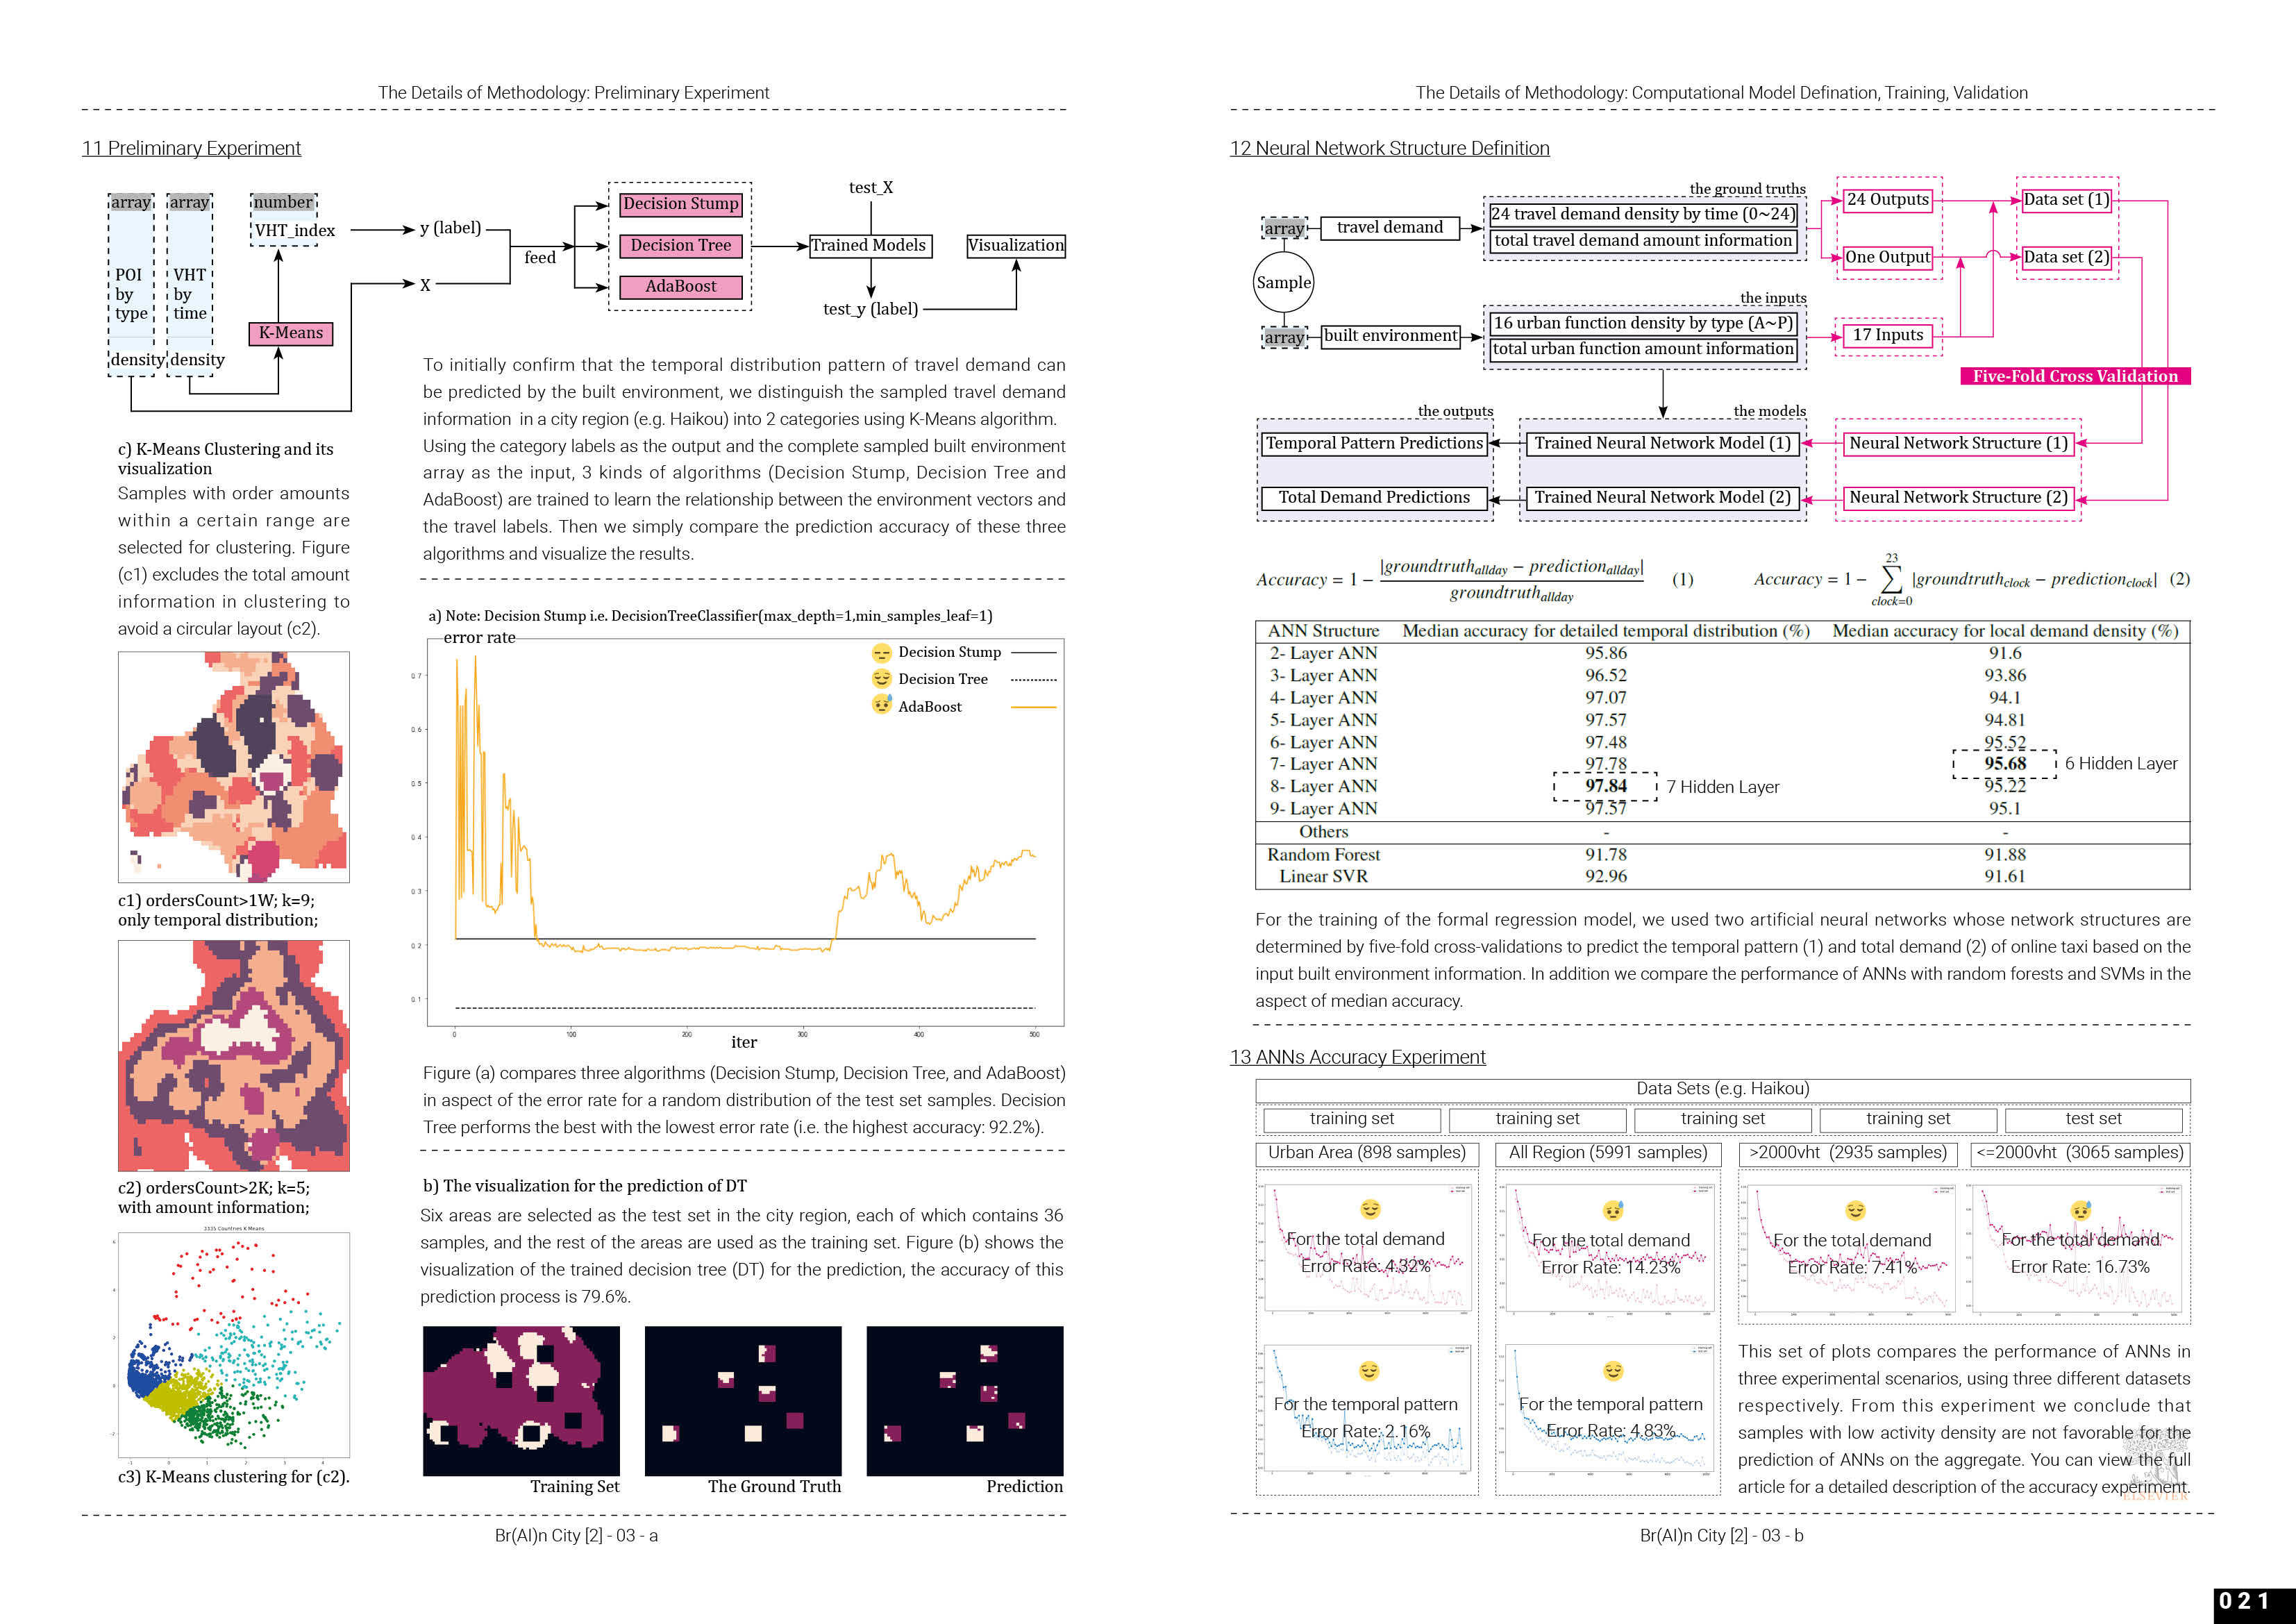 The Details of Methodology: Preliminary Experiment
11 Preliminary Experiment
array
array
number
VHT_index
POI
by
type
VHT
by
time
density
density
K-Means
y (label)
X
feed
Decision Stump
Decision Tree
AdaBoost
test_X
Trained Models
test_y (label)
Visualization
To initially confirm that the temporal distribution pattern of travel demand can
be predicted by the built environment, we distinguish the sampled travel demand
information in a city region (e.g. Haikou) into 2 categories using K-Means algorithm.
Using the category labels as the output and the complete sampled built environment
array as the input, 3 kinds of algorithms (Decision Stump, Decision Tree and
AdaBoost) are trained to learn the relationship between the environment vectors and
the travel labels. Then we simply compare the prediction accuracy of these three
algorithms and visualize the results.
c) K-Means Clustering and its
visualization
Samples with order amounts
within a certain range are
selected for clustering. Figure
(c1) excludes the total amount
information in clustering to
avoid a circular layout (c2).
c1) ordersCount>1W; k=9;
only temporal distribution;
c2) ordersCount>2K; k=5;
with amount information;
3335 Countries K Means
6
4
2
0
-2
-1 0 1 2 3 4
c3) K-Means clustering for (c2).
a) Note: Decision Stump i.e. DecisionTreeClassifier(max_depth=1,min_samples_leaf=1)
error rate
Decision Stump
Decision Tree
AdaBoost
0.7
0.6
0.5
0.4
0.3
0.2
0.1
0 100 200 300 400 500
iter
Figure (a) compares three algorithms (Decision Stump, Decision Tree, and AdaBoost)
in aspect of the error rate for a random distribution of the test set samples. Decision
Tree performs the best with the lowest error rate (i.e. the highest accuracy: 92.2%).
b) The visualization for the prediction of DT
Six areas are selected as the test set in the city region, each of which contains 36
samples, and the rest of the areas are used as the training set. Figure (b) shows the
visualization of the trained decision tree (DT) for the prediction, the accuracy of this
prediction process is 79.6%.
Training Set
The Ground Truth
Prediction
Br(AI)n City [2] - 03 - a
The Details of Methodology: Computational Model Defination, Training, Validation
12 Neural Network Structure Definition
array
travel demand
the ground truths
24 travel demand density by time (0~24)
total travel demand amount information
24 Outputs
One Output
Data set (1)
Data set (2)
Sample
array
built environment
the inputs
16 urban function density by type (A~P)
total urban function amount information
17 Inputs
Five-Fold Cross Validation
the outputs
the models
Temporal Pattern Predictions
Trained Neural Network Model (1)
Neural Network Structure (1)
Total Demand Predictions
Trained Neural Network Model (2)
Neural Network Structure (2)
Accuracy = 1 − |groundtruth_allday − prediction_allday| / groundtruth_allday (1)
Accuracy = 1 − ∑_{clock=0}^{23} |groundtruth_clock − prediction_clock| (2)
ANN Structure Median accuracy for detailed temporal distribution (%) Median accuracy for local demand density (%)
2- Layer ANN 95.86 91.6
3- Layer ANN 96.52 93.86
4- Layer ANN 97.07 94.1
5- Layer ANN 97.57 94.81
6- Layer ANN 97.48 95.52
7- Layer ANN 97.78 95.68 6 Hidden Layer
8- Layer ANN 97.84 7 Hidden Layer 95.22
9- Layer ANN 97.57 95.1
Others - -
Random Forest 91.78 91.88
Linear SVR 92.96 91.61
For the training of the formal regression model, we used two artificial neural networks whose network structures are
determined by five-fold cross-validations to predict the temporal pattern (1) and total demand (2) of online taxi based on the
input built environment information. In addition we compare the performance of ANNs with random forests and SVMs in the
aspect of median accuracy.
13 ANNs Accuracy Experiment
Data Sets (e.g. Haikou)
training set training set training set training set test set
Urban Area (898 samples) All Region (5991 samples) >2000vht (2935 samples) <=2000vht (3065 samples)
For the total demand
Error Rate: 4.32%
For the total demand
Error Rate: 14.23%
For the total demand
Error Rate: 7.41%
For the total demand
Error Rate: 16.73%
For the temporal pattern
Error Rate: 2.16%
For the temporal pattern
Error Rate: 4.83%
This set of plots compares the performance of ANNs in
three experimental scenarios, using three different datasets
respectively. From this experiment we conclude that
samples with low activity density are not favorable for the
prediction of ANNs on the aggregate. You can view the full
article for a detailed description of the accuracy experiment.
ELSEVIER
Br(AI)n City [2] - 03 - b
021